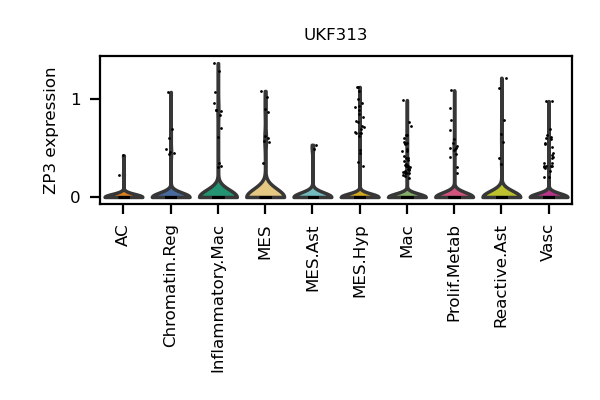 UKF313
ZP3 expression
1
0
AC
Chromatin.Reg
Inflammatory.Mac
MES
MES.Ast
MES.Hyp
Mac
Prolif.Metab
Reactive.Ast
Vasc